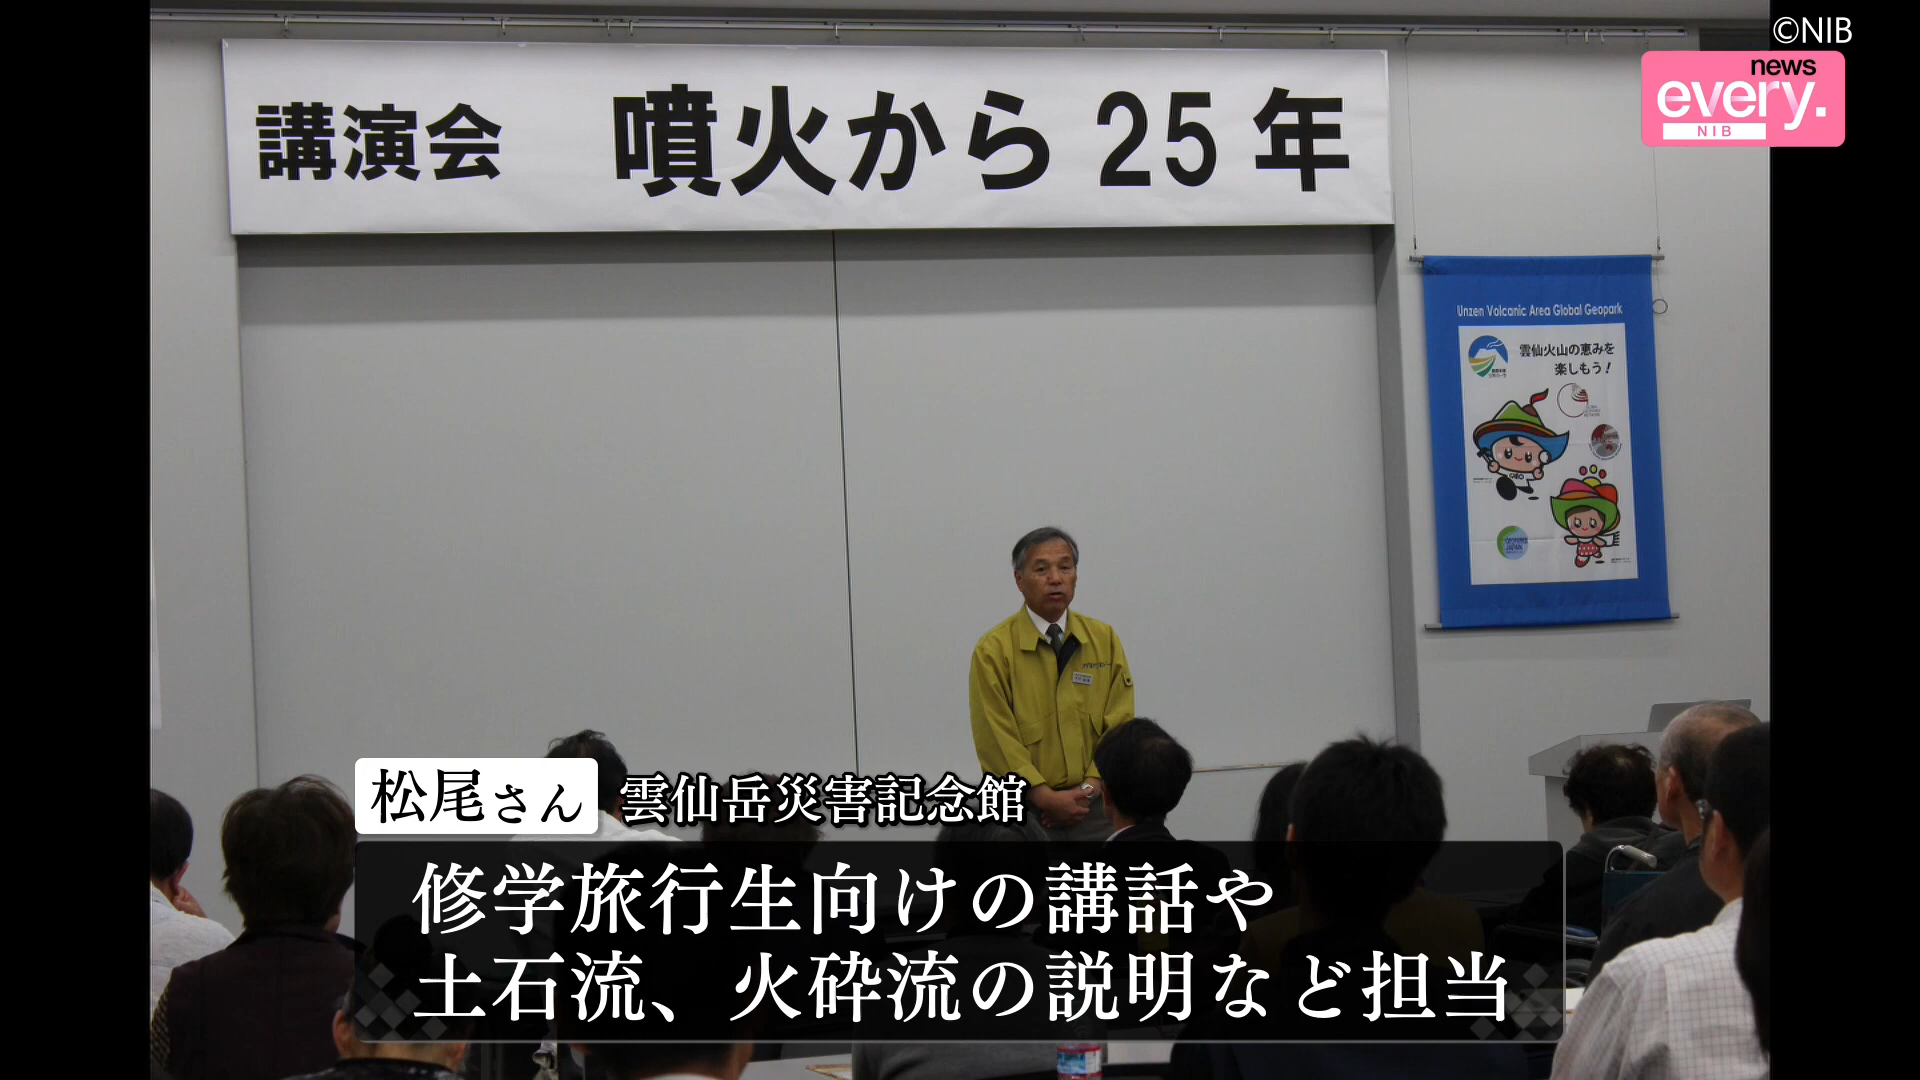 ©NIB
news
every.
NIB
講演会 噴火から25年
Unzen Volcanic Area Global Geopark
雲仙火山の恵みを
楽しもう!
GEO
松尾さん 雲仙岳災害記念館
修学旅行生向けの講話や
土石流、火砕流の説明など担当